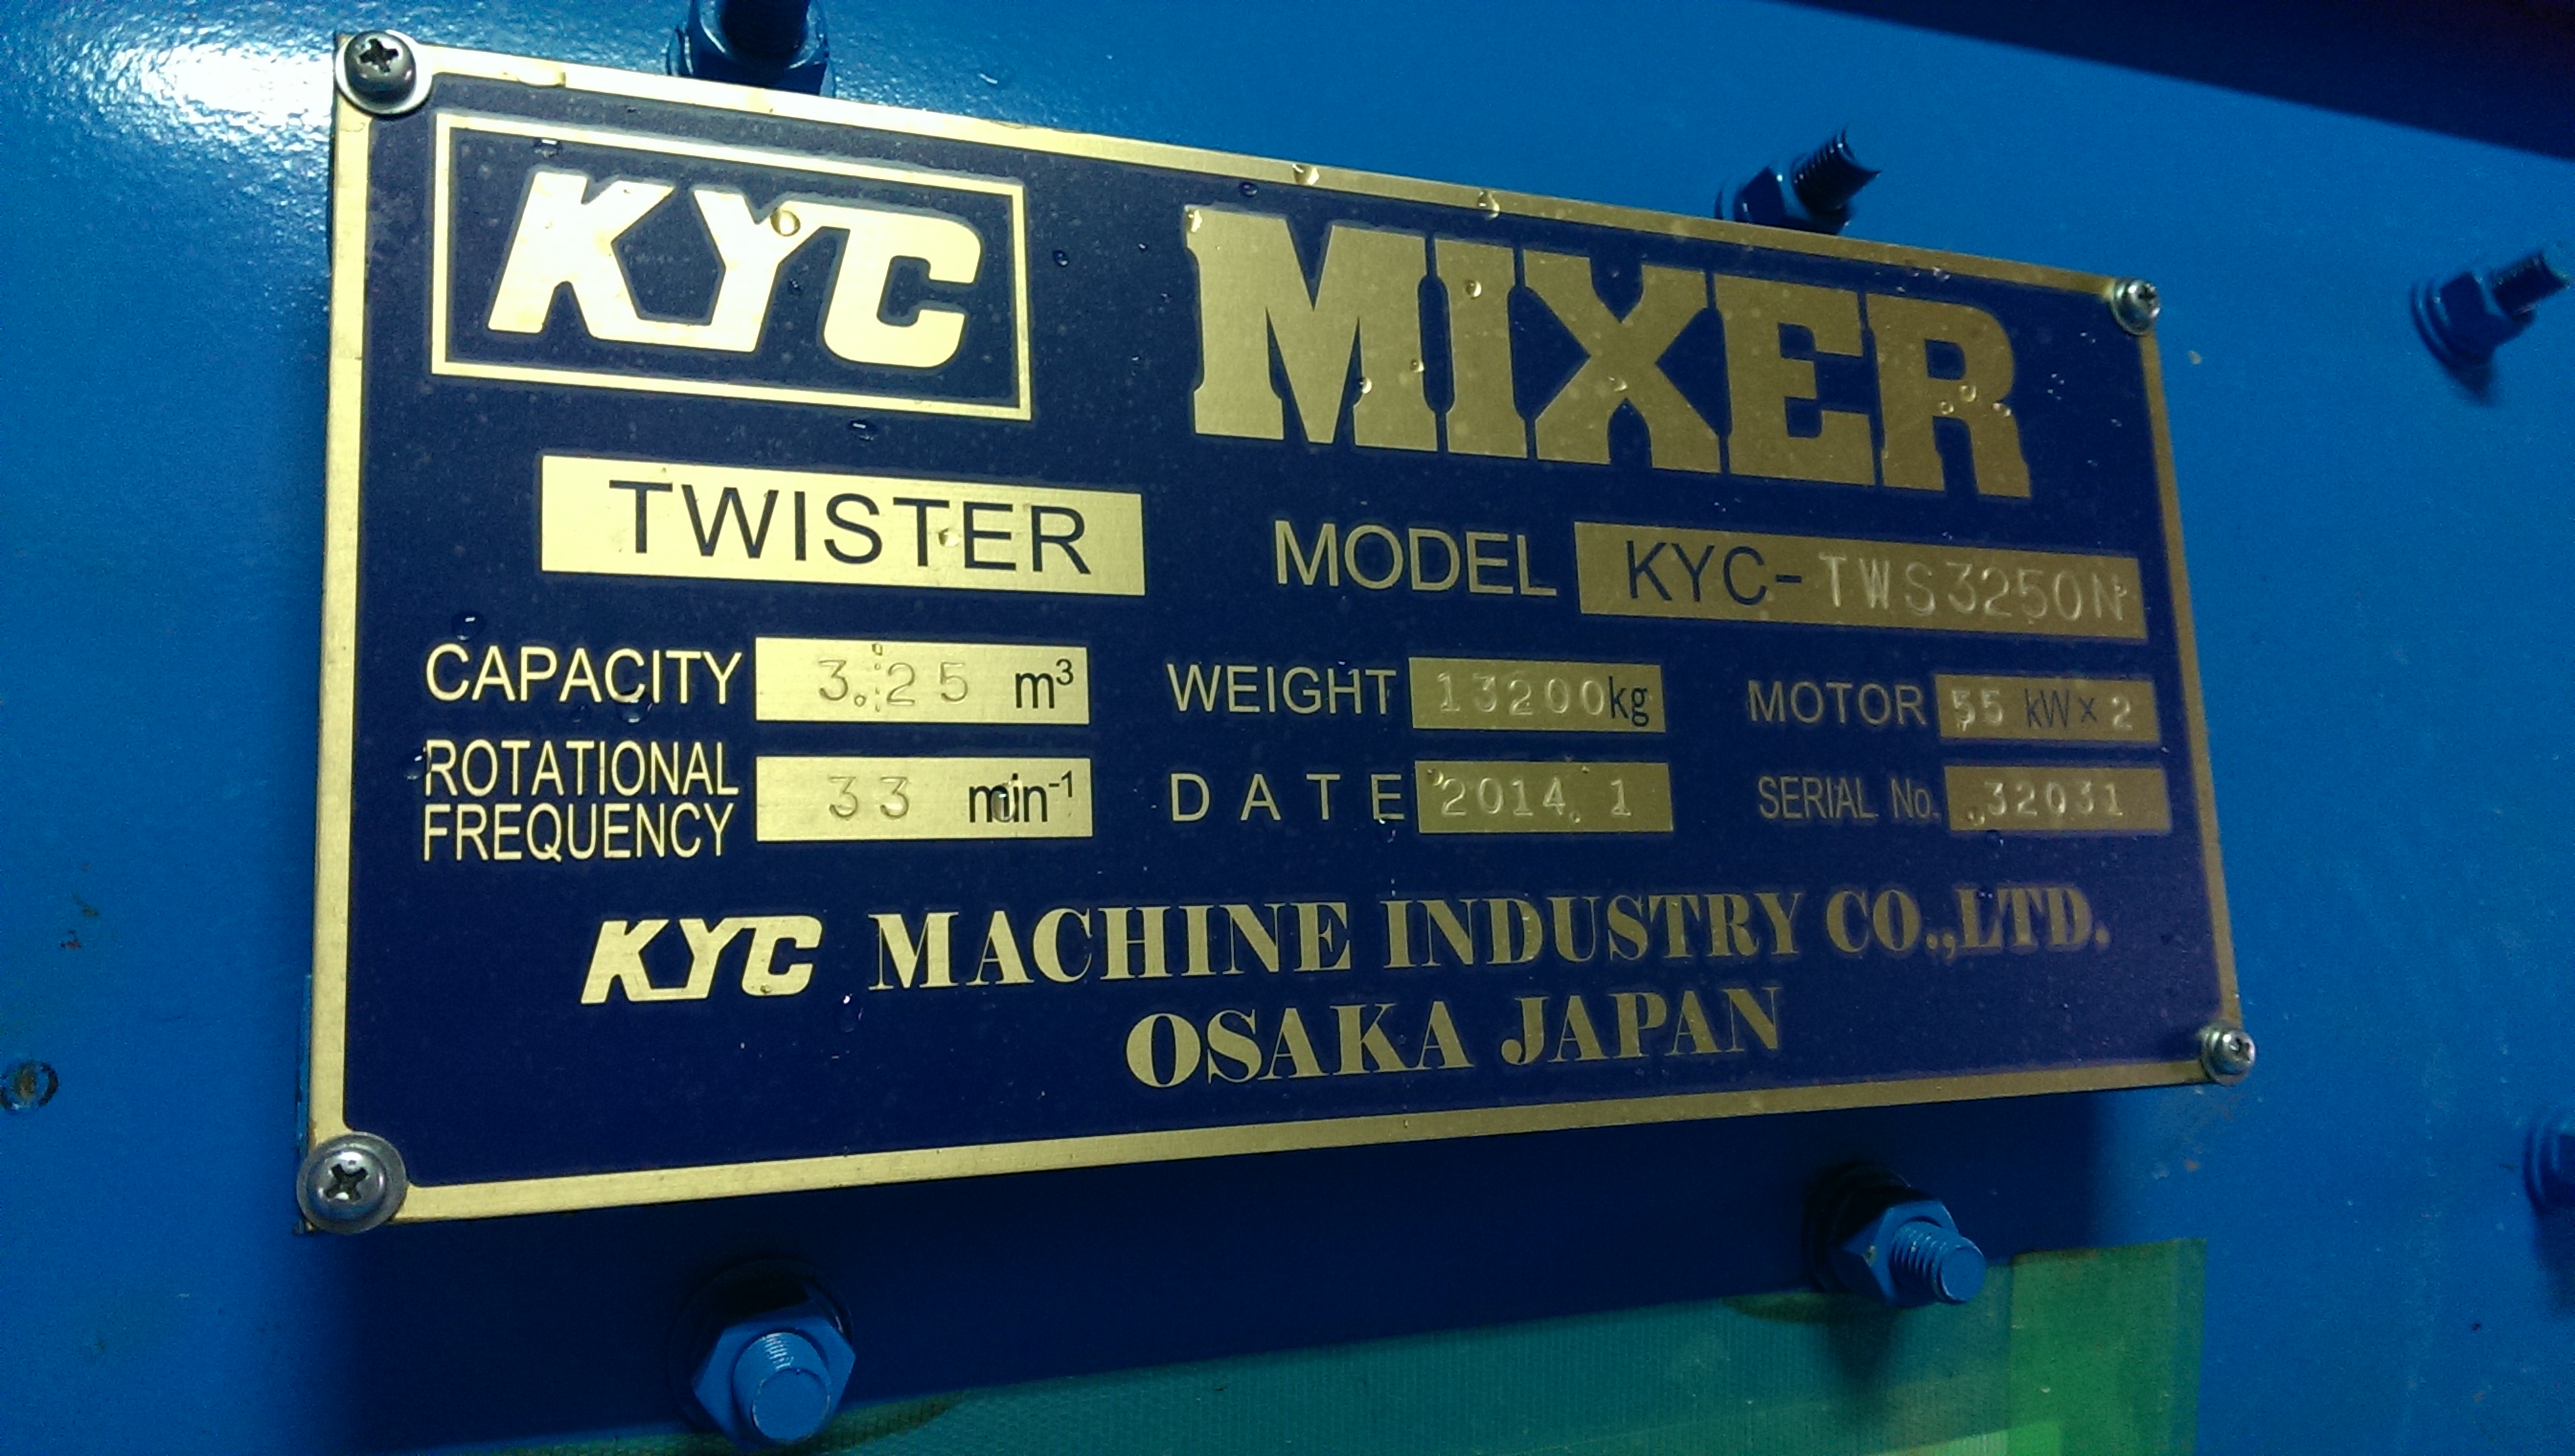 KYC MIXER
TWISTER
MODEL KYC-TWS3250N
CAPACITY 3.25 m³ WEIGHT 13200kg MOTOR 55 kW×2
ROTATIONAL FREQUENCY 33 min⁻¹ DATE 2014.1 SERIAL No. 32031
KYC MACHINE INDUSTRY CO.,LTD.
OSAKA JAPAN